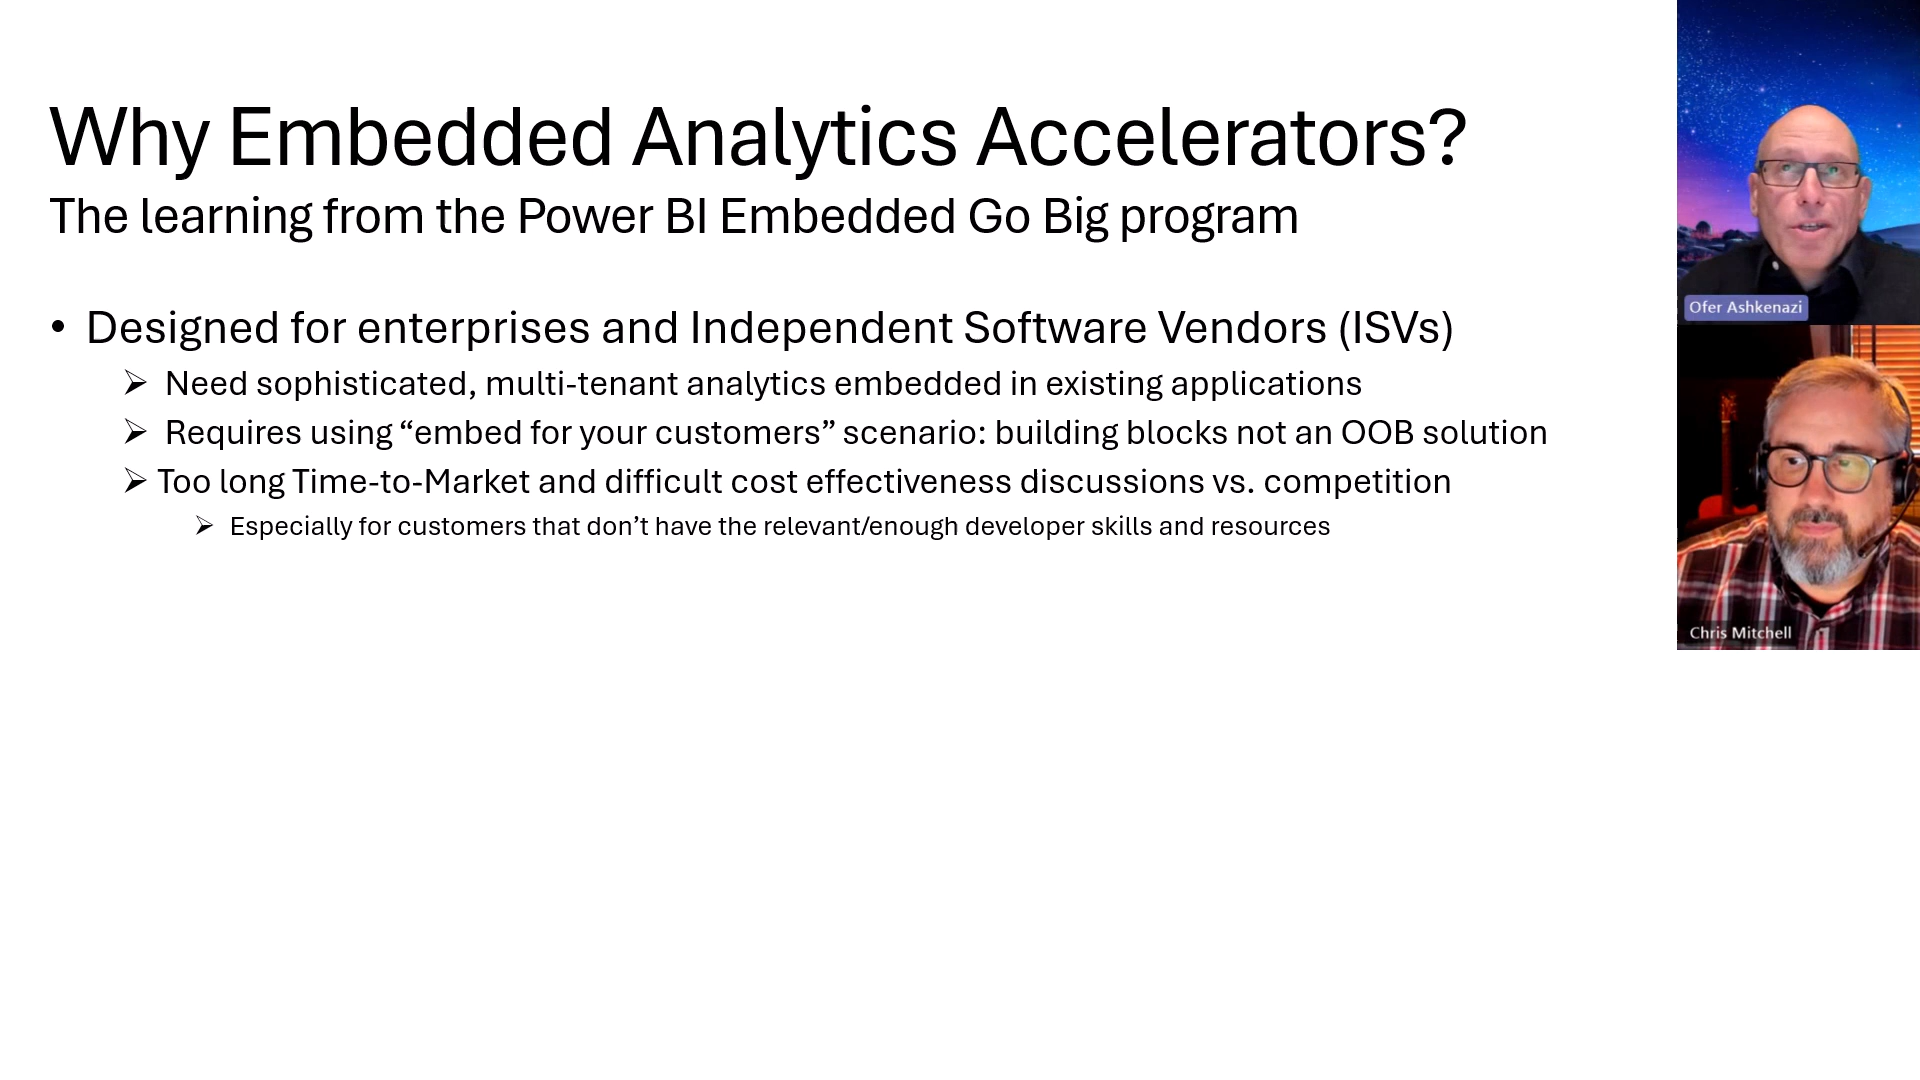 Why Embedded Analytics Accelerators?
The learning from the Power BI Embedded Go Big program
• Designed for enterprises and Independent Software Vendors (ISVs)
➢ Need sophisticated, multi-tenant analytics embedded in existing applications
➢ Requires using “embed for your customers” scenario: building blocks not an OOB solution
➢ Too long Time-to-Market and difficult cost effectiveness discussions vs. competition
➢ Especially for customers that don’t have the relevant/enough developer skills and resources
Ofer Ashkenazi
Chris Mitchell